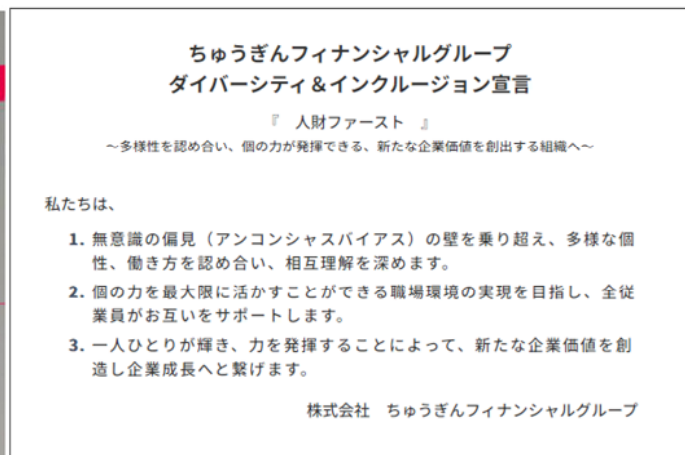 ちゅうぎんフィナンシャルグループ
ダイバーシティ＆インクルージョン宣言
『　人財ファースト　』
～多様性を認め合い、個の力が発揮できる、新たな企業価値を創出する組織へ～
私たちは、
1. 無意識の偏見（アンコンシャスバイアス）の壁を乗り超え、多様な個
性、働き方を認め合い、相互理解を深めます。
2. 個の力を最大限に活かすことができる職場環境の実現を目指し、全従
業員がお互いをサポートします。
3. 一人ひとりが輝き、力を発揮することによって、新たな企業価値を創
造し企業成長へと繋げます。
株式会社　ちゅうぎんフィナンシャルグループ